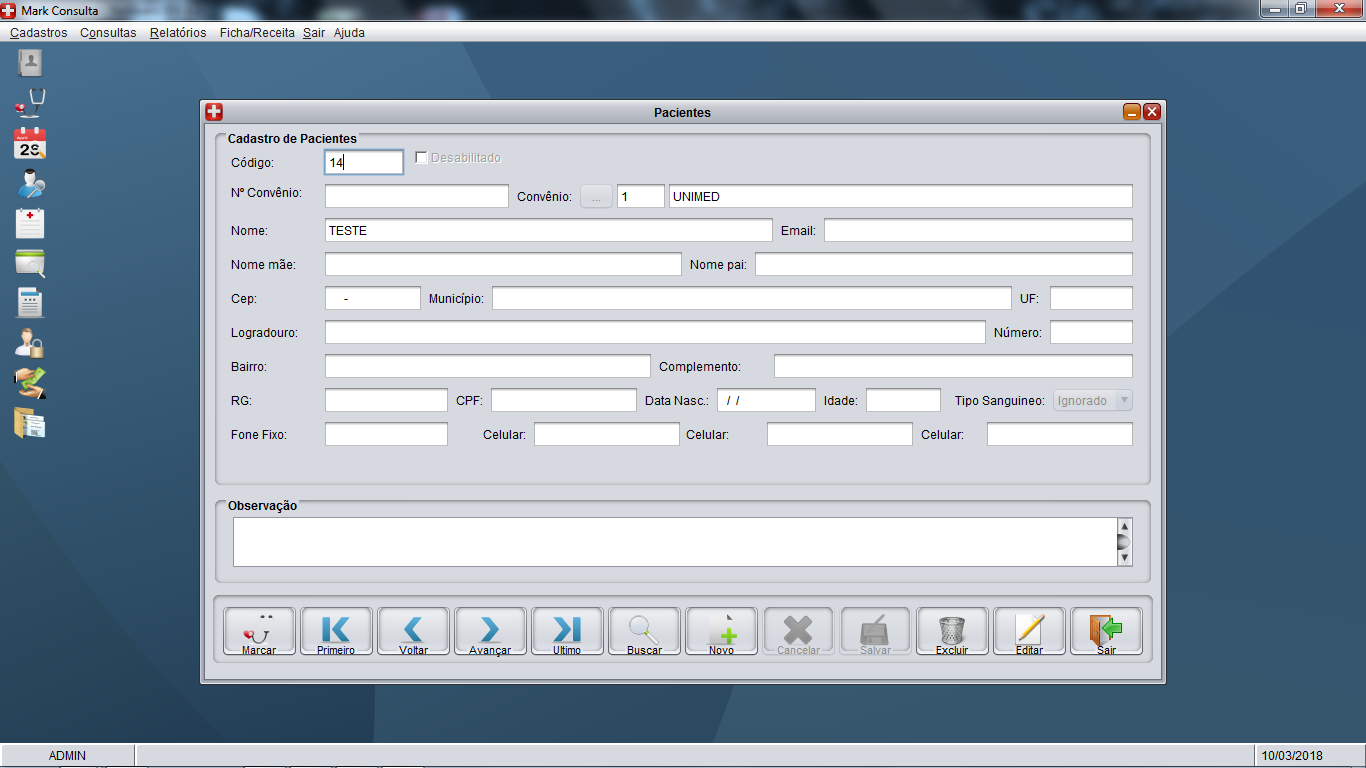 Mark Consulta
Cadastros Consultas Relatórios Ficha/Receita Sair Ajuda
Pacientes
Cadastro de Pacientes
Código: 14 Desabilitado
Nº Convênio: Convênio: ... 1 UNIMED
Nome: TESTE Email:
Nome mãe: Nome pai:
Cep: - Município: UF:
Logradouro: Número:
Bairro: Complemento:
RG: CPF: Data Nasc.: / / Idade: Tipo Sanguineo: Ignorado
Fone Fixo: Celular: Celular: Celular:
Observação
Marcar Primeiro Voltar Avançar Ultimo Buscar Novo Cancelar Salvar Excluir Editar Sair
ADMIN 10/03/2018